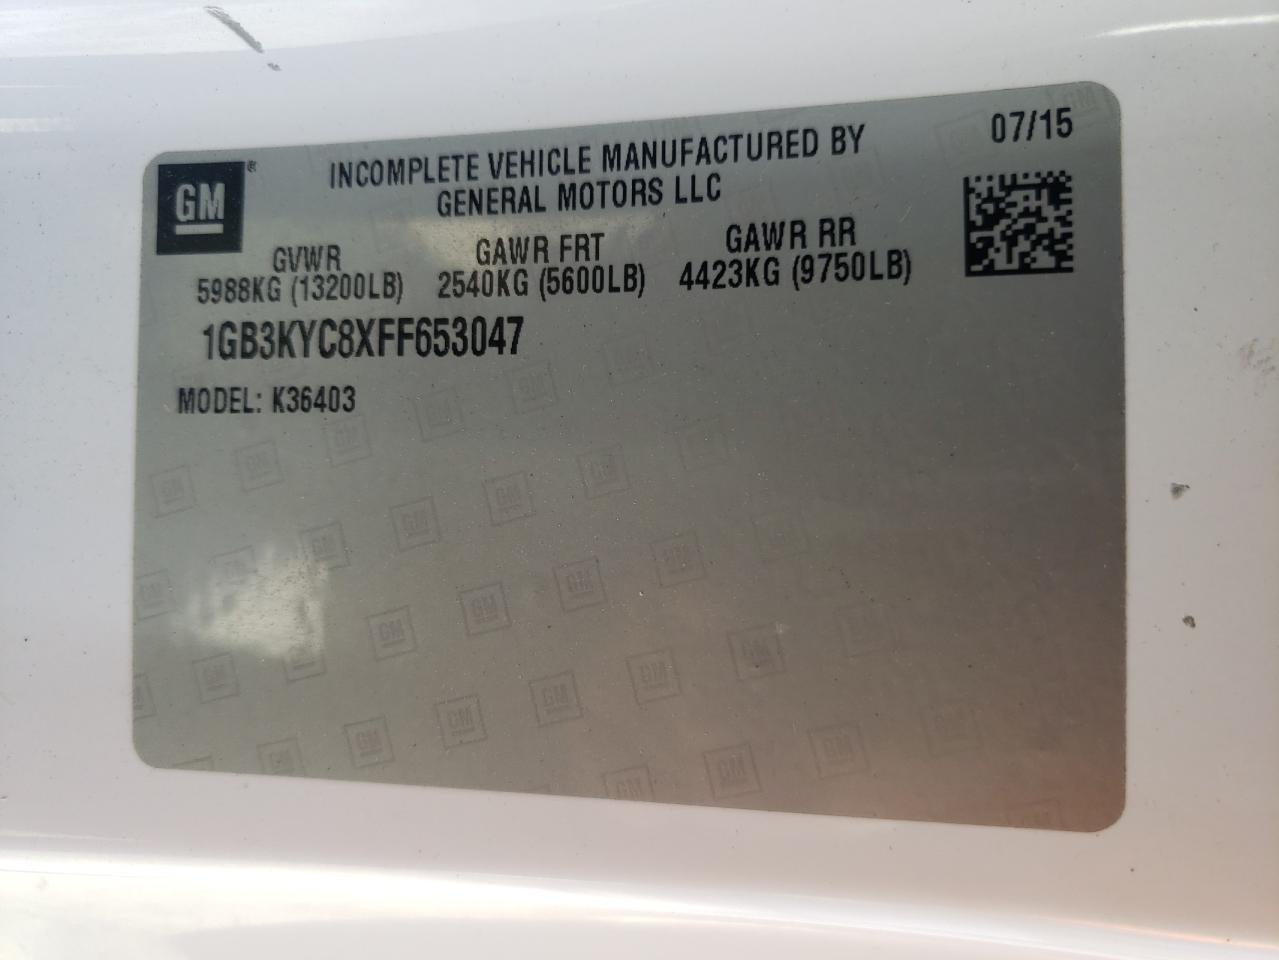 GM®
INCOMPLETE VEHICLE MANUFACTURED BY
GENERAL MOTORS LLC
07/15
GVWR GAWR FRT GAWR RR
5988KG (13200LB) 2540KG (5600LB) 4423KG (9750LB)
1GB3KYC8XFF653047
MODEL: K36403